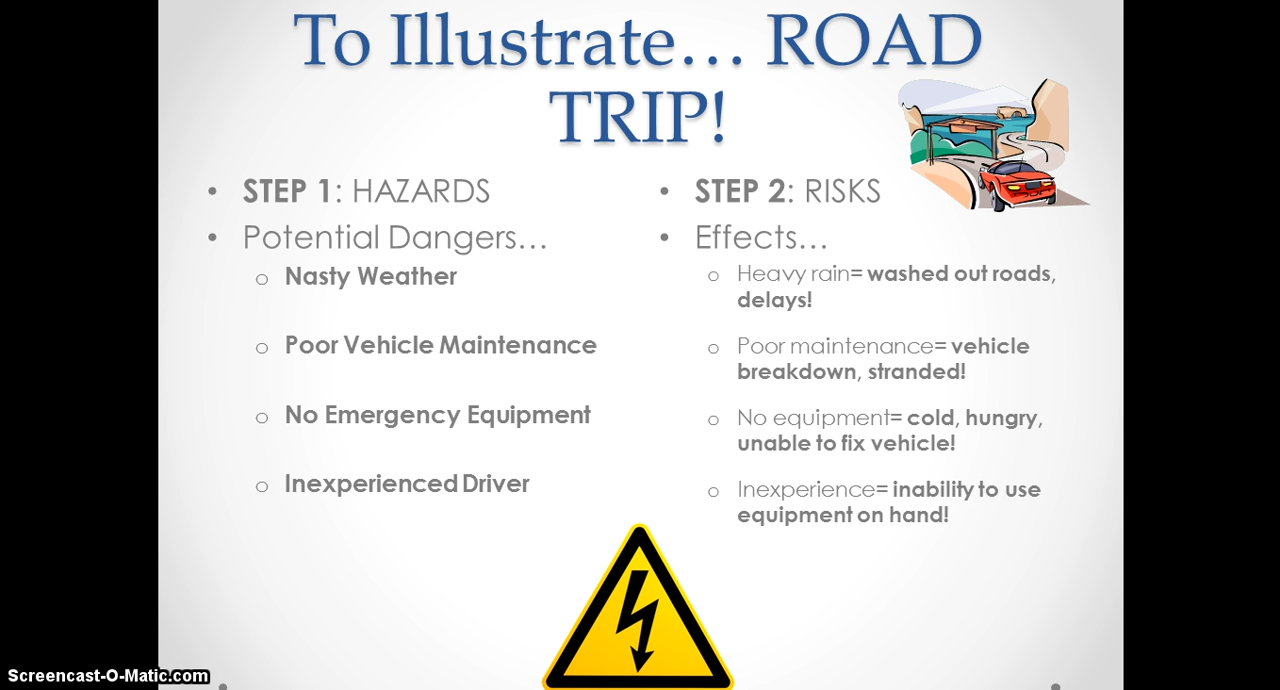 To Illustrate… ROAD
TRIP!
• STEP 1: HAZARDS
• Potential Dangers…
o Nasty Weather
o Poor Vehicle Maintenance
o No Emergency Equipment
o Inexperienced Driver
• STEP 2: RISKS
• Effects…
o Heavy rain= washed out roads,
delays!
o Poor maintenance= vehicle
breakdown, stranded!
o No equipment= cold, hungry,
unable to fix vehicle!
o Inexperience= inability to use
equipment on hand!
Screencast-O-Matic.com